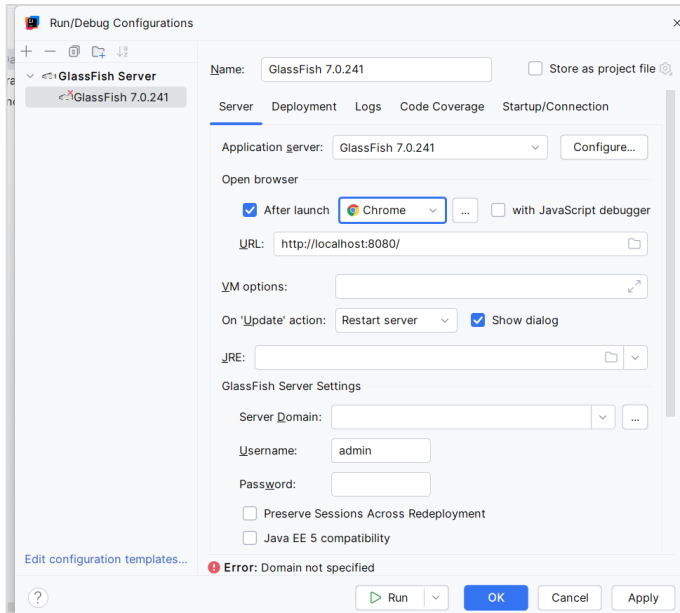 Run/Debug Configurations
GlassFish Server
GlassFish 7.0.241
Name: GlassFish 7.0.241 Store as project file
Server Deployment Logs Code Coverage Startup/Connection
Application server: GlassFish 7.0.241 Configure...
Open browser
After launch Chrome ... with JavaScript debugger
URL: http://localhost:8080/
VM options:
On 'Update' action: Restart server Show dialog
JRE:
GlassFish Server Settings
Server Domain: ...
Username: admin
Password:
Preserve Sessions Across Redeployment
Java EE 5 compatibility
Edit configuration templates...
Error: Domain not specified
? Run OK Cancel Apply